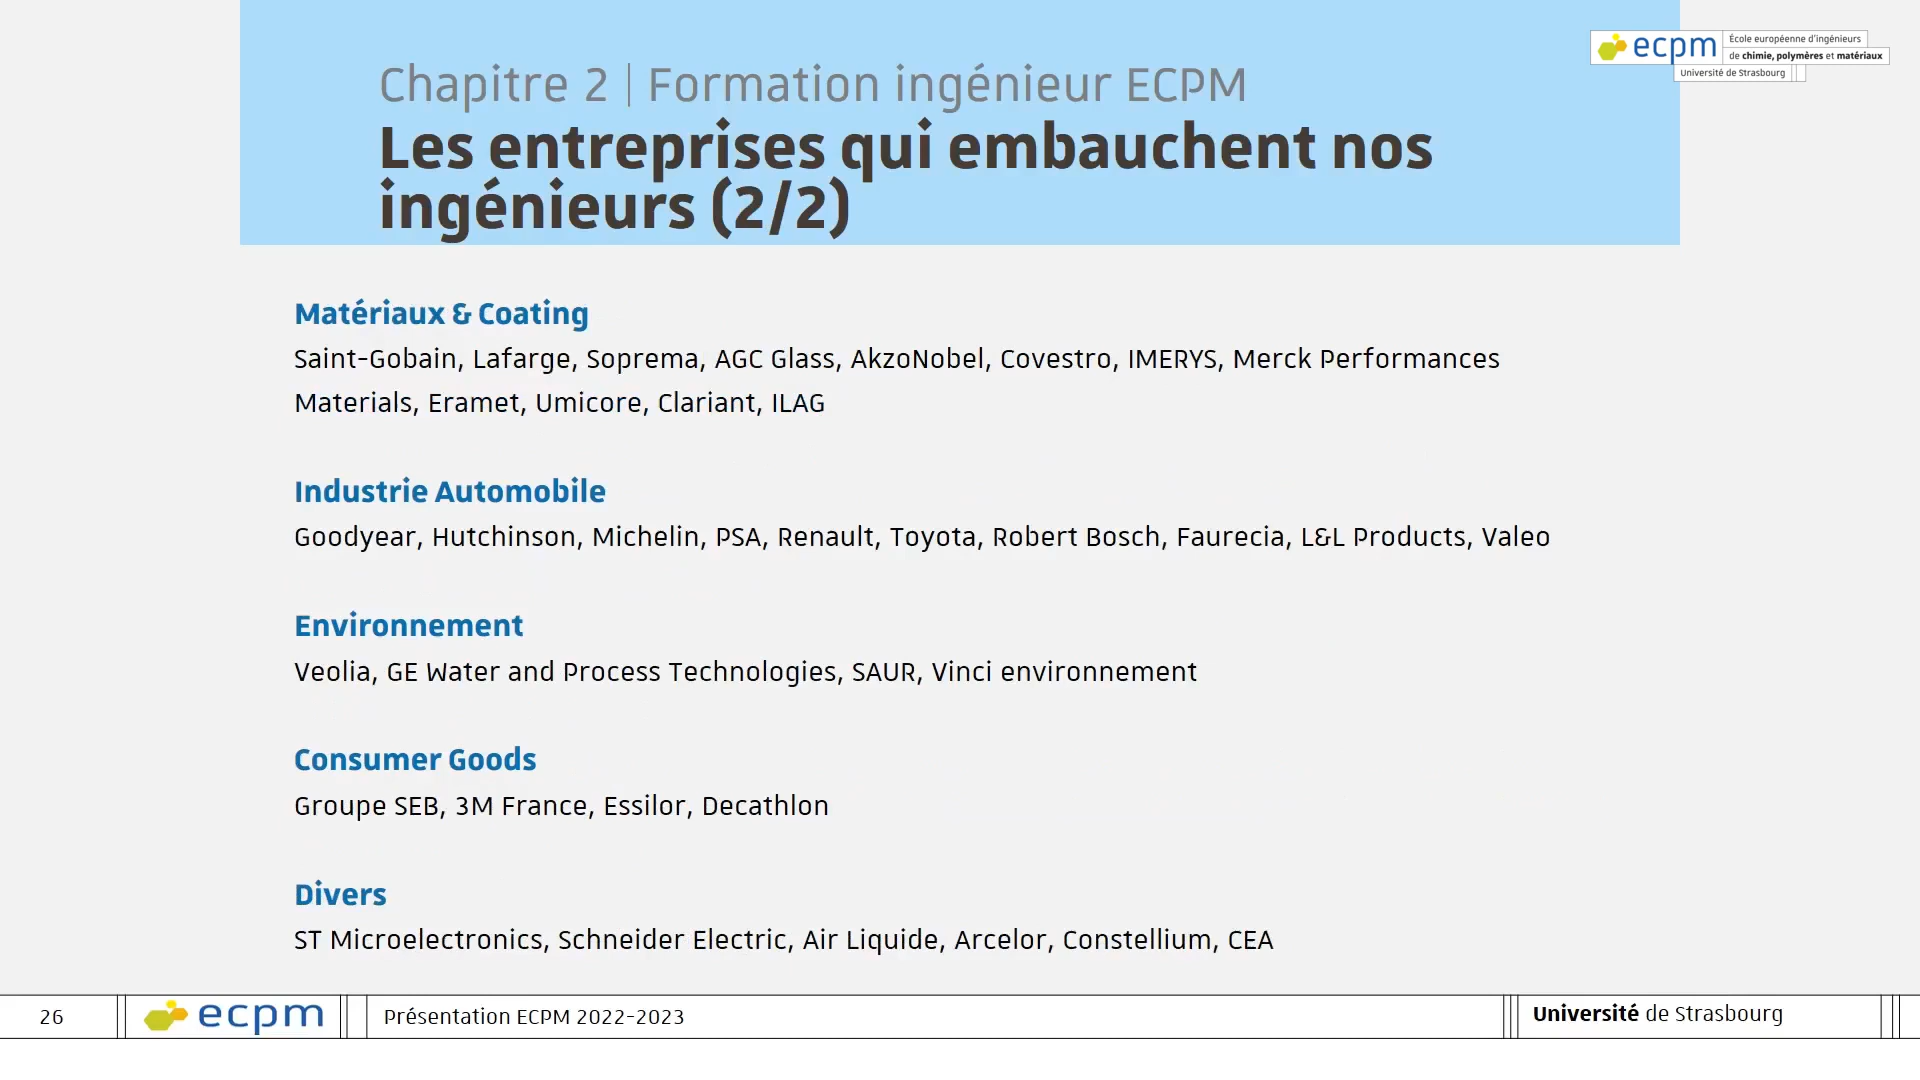 ecpm
École européenne d'ingénieurs
de chimie, polymères et matériaux
Université de Strasbourg
Chapitre 2 | Formation ingénieur ECPM
Les entreprises qui embauchent nos
ingénieurs (2/2)
Matériaux & Coating
Saint-Gobain, Lafarge, Soprema, AGC Glass, AkzoNobel, Covestro, IMERYS, Merck Performances
Materials, Eramet, Umicore, Clariant, ILAG
Industrie Automobile
Goodyear, Hutchinson, Michelin, PSA, Renault, Toyota, Robert Bosch, Faurecia, L&L Products, Valeo
Environnement
Veolia, GE Water and Process Technologies, SAUR, Vinci environnement
Consumer Goods
Groupe SEB, 3M France, Essilor, Decathlon
Divers
ST Microelectronics, Schneider Electric, Air Liquide, Arcelor, Constellium, CEA
26
ecpm
Présentation ECPM 2022-2023
Université de Strasbourg